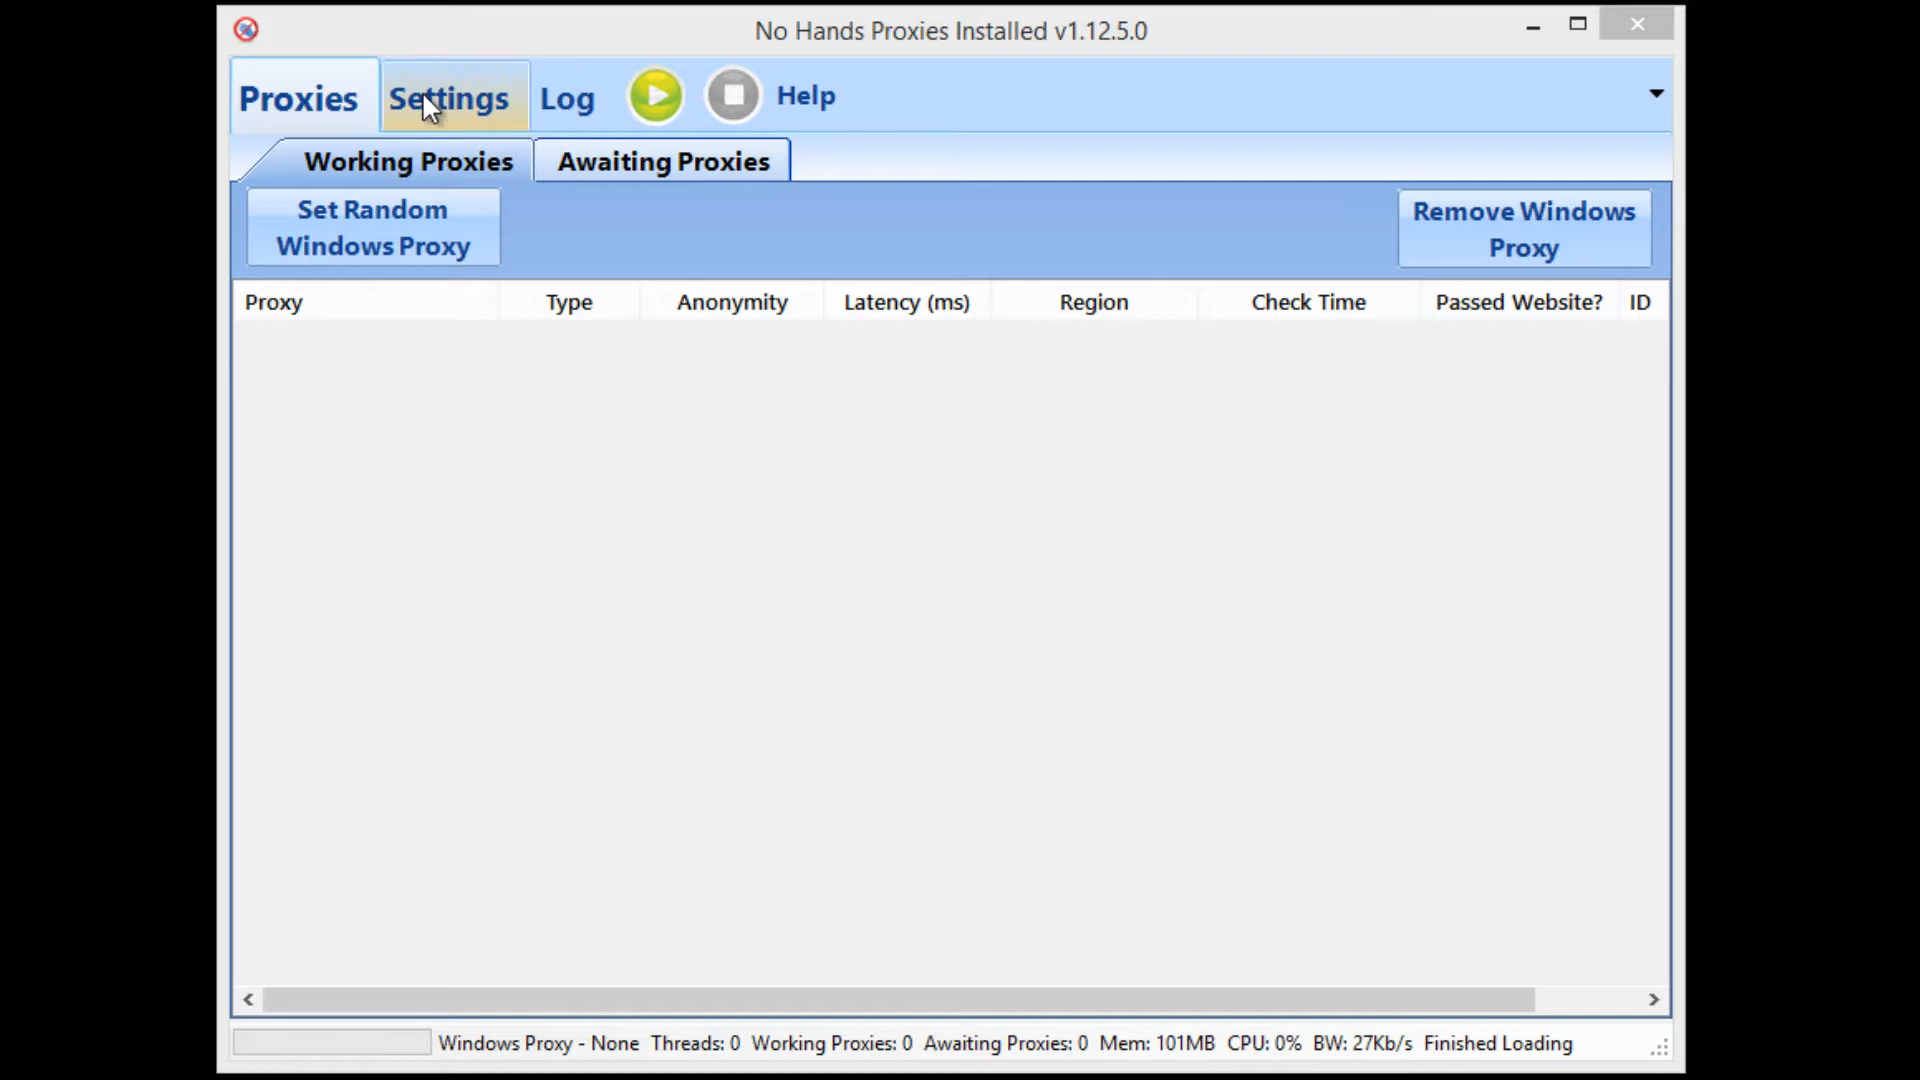 No Hands Proxies Installed v1.12.5.0
Proxies Settings Log Help
Working Proxies Awaiting Proxies
Set Random
Windows Proxy
Remove Windows
Proxy
Proxy Type Anonymity Latency (ms) Region Check Time Passed Website? ID
Windows Proxy - None Threads: 0 Working Proxies: 0 Awaiting Proxies: 0 Mem: 101MB CPU: 0% BW: 27Kb/s Finished Loading